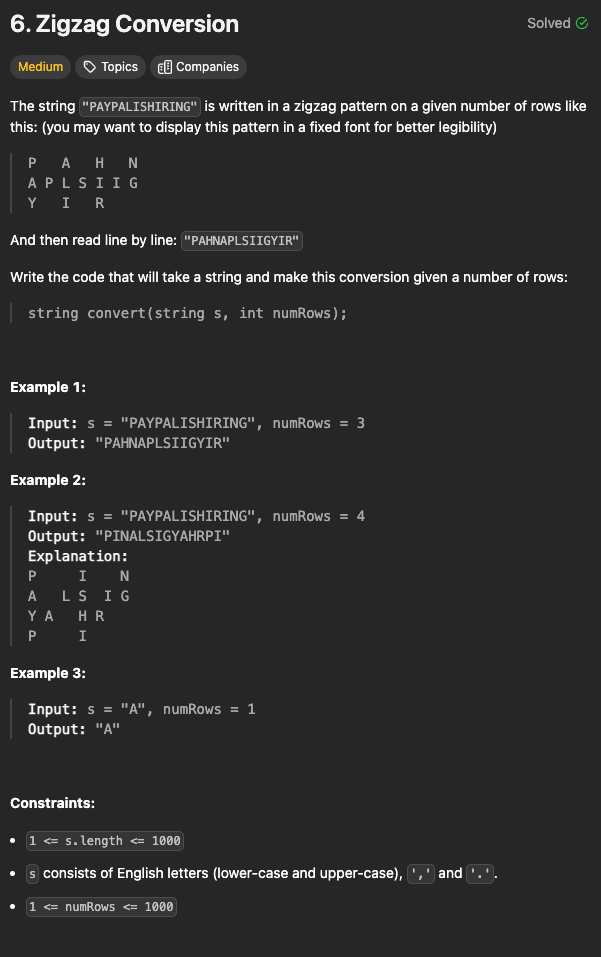 6. Zigzag Conversion
Solved
Medium Topics Companies
The string "PAYPALISHIRING" is written in a zigzag pattern on a given number of rows like
this: (you may want to display this pattern in a fixed font for better legibility)
P   A   H   N
A P L S I I G
Y   I   R
And then read line by line: "PAHNAPLSIIGYIR"
Write the code that will take a string and make this conversion given a number of rows:
string convert(string s, int numRows);
Example 1:
Input: s = "PAYPALISHIRING", numRows = 3
Output: "PAHNAPLSIIGYIR"
Example 2:
Input: s = "PAYPALISHIRING", numRows = 4
Output: "PINALSIGYAHRPI"
Explanation:
P     I    N
A   L S  I G
Y A   H R
P     I
Example 3:
Input: s = "A", numRows = 1
Output: "A"
Constraints:
• 1 <= s.length <= 1000
• s consists of English letters (lower-case and upper-case), ',' and '.'.
• 1 <= numRows <= 1000